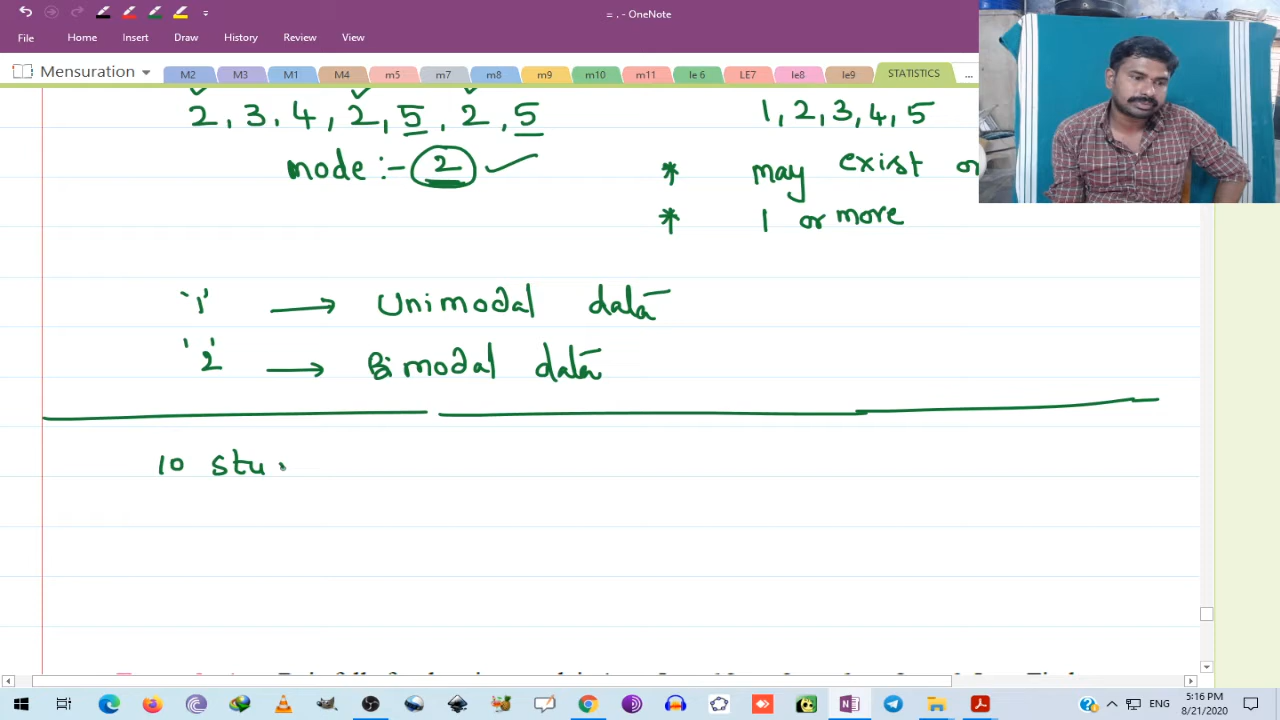 = , - OneNote
File Home Insert Draw History Review View
Mensuration M2 M3 M1 M4 m5 m7 m8 m9 m10 m11 le 6 LE7 le8 le9 STATISTICS ...
2, 3, 4, 2, 5, 2, 5
1, 2, 3, 4, 5
mode :- 2
* may exist or
* 1 or more
'1' → Unimodal data
'2' → Bimodal data
10 stu
5:16 PM
ENG
8/21/2020